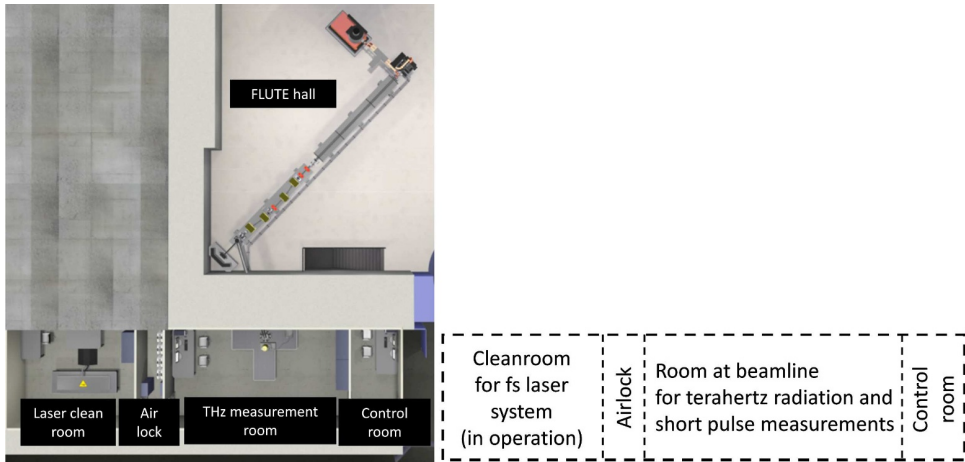 FLUTE hall
Laser clean
room
Air
lock
THz measurement
room
Control
room
Cleanroom
for fs laser
system
(in operation)
Airlock
Room at beamline
for terahertz radiation and
short pulse measurements
Control
room